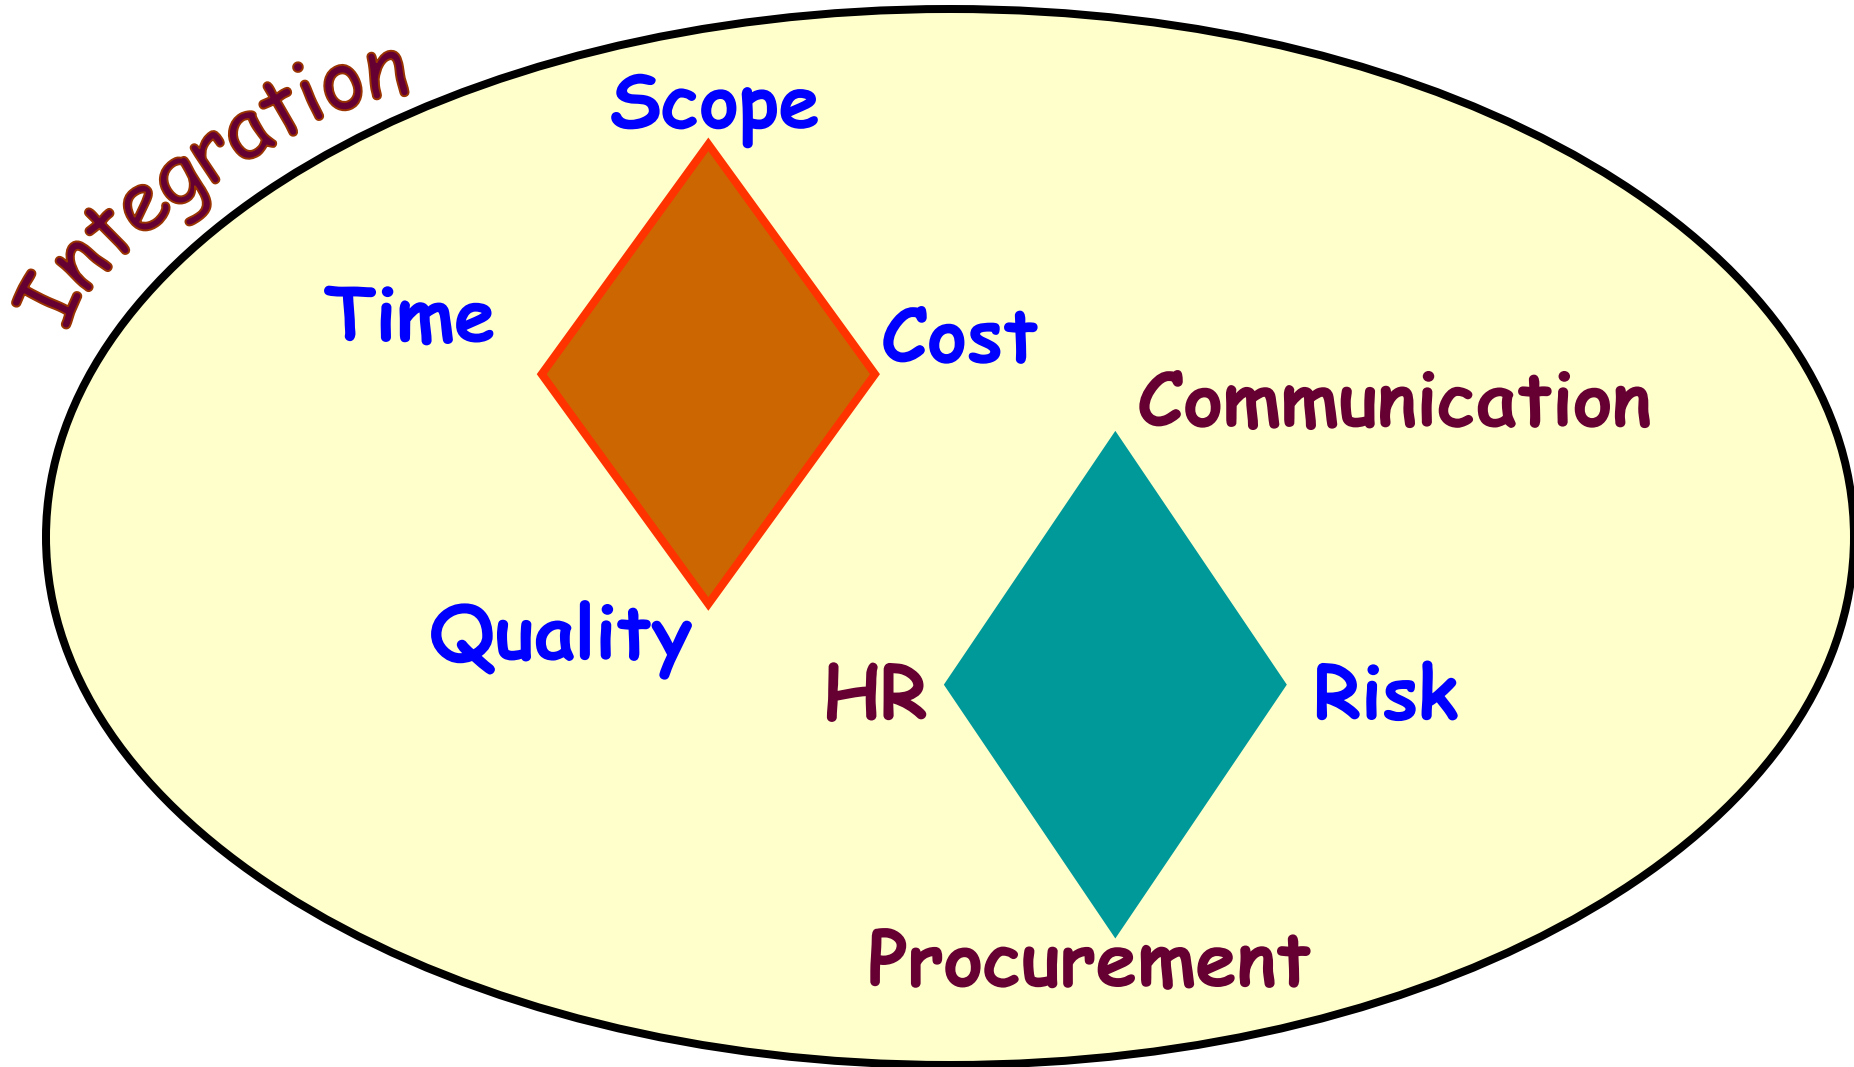 Integration
Scope
Time
Cost
Communication
Quality
HR
Risk
Procurement